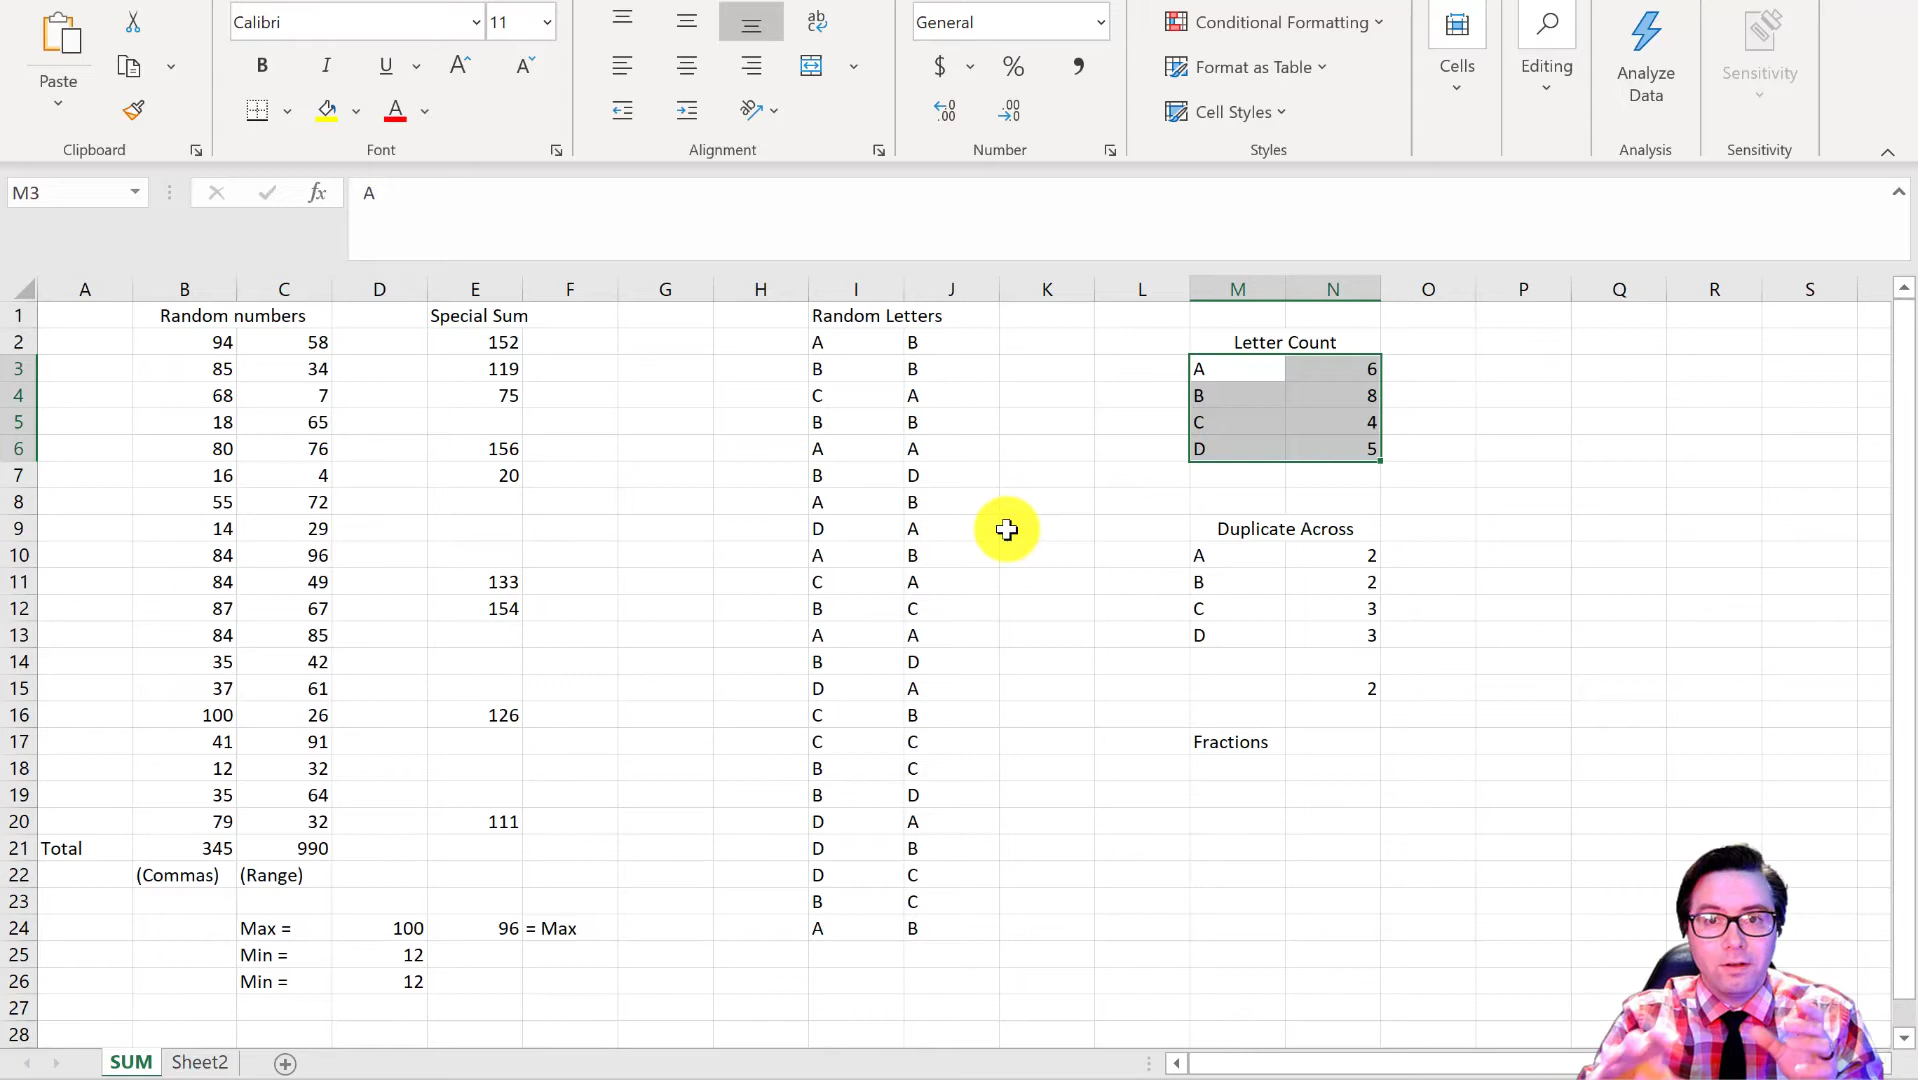 Calibri 11 General Conditional Formatting
Paste B I U $ % Format as Table Cells Editing Analyze Data Sensitivity
Cell Styles
Clipboard Font Alignment Number Styles Analysis Sensitivity
M3 fx A
A B C D E F G H I J K L M N O P Q R S
1 Random numbers Special Sum Random Letters
2 94 58 152 A B Letter Count
3 85 34 119 B B A 6
4 68 7 75 C A B 8
5 18 65 B B C 4
6 80 76 156 A A D 5
7 16 4 20 B D
8 55 72 A B
9 14 29 D A Duplicate Across
10 84 96 A B A 2
11 84 49 133 C A B 2
12 87 67 154 B C C 3
13 84 85 A A D 3
14 35 42 B D
15 37 61 D A 2
16 100 26 126 C B
17 41 91 C C Fractions
18 12 32 B C
19 35 64 B D
20 79 32 111 D A
21 Total 345 990 D B
22 (Commas) (Range) D C
23 B C
24 Max = 100 96 = Max A B
25 Min = 12
26 Min = 12
27
28
SUM Sheet2